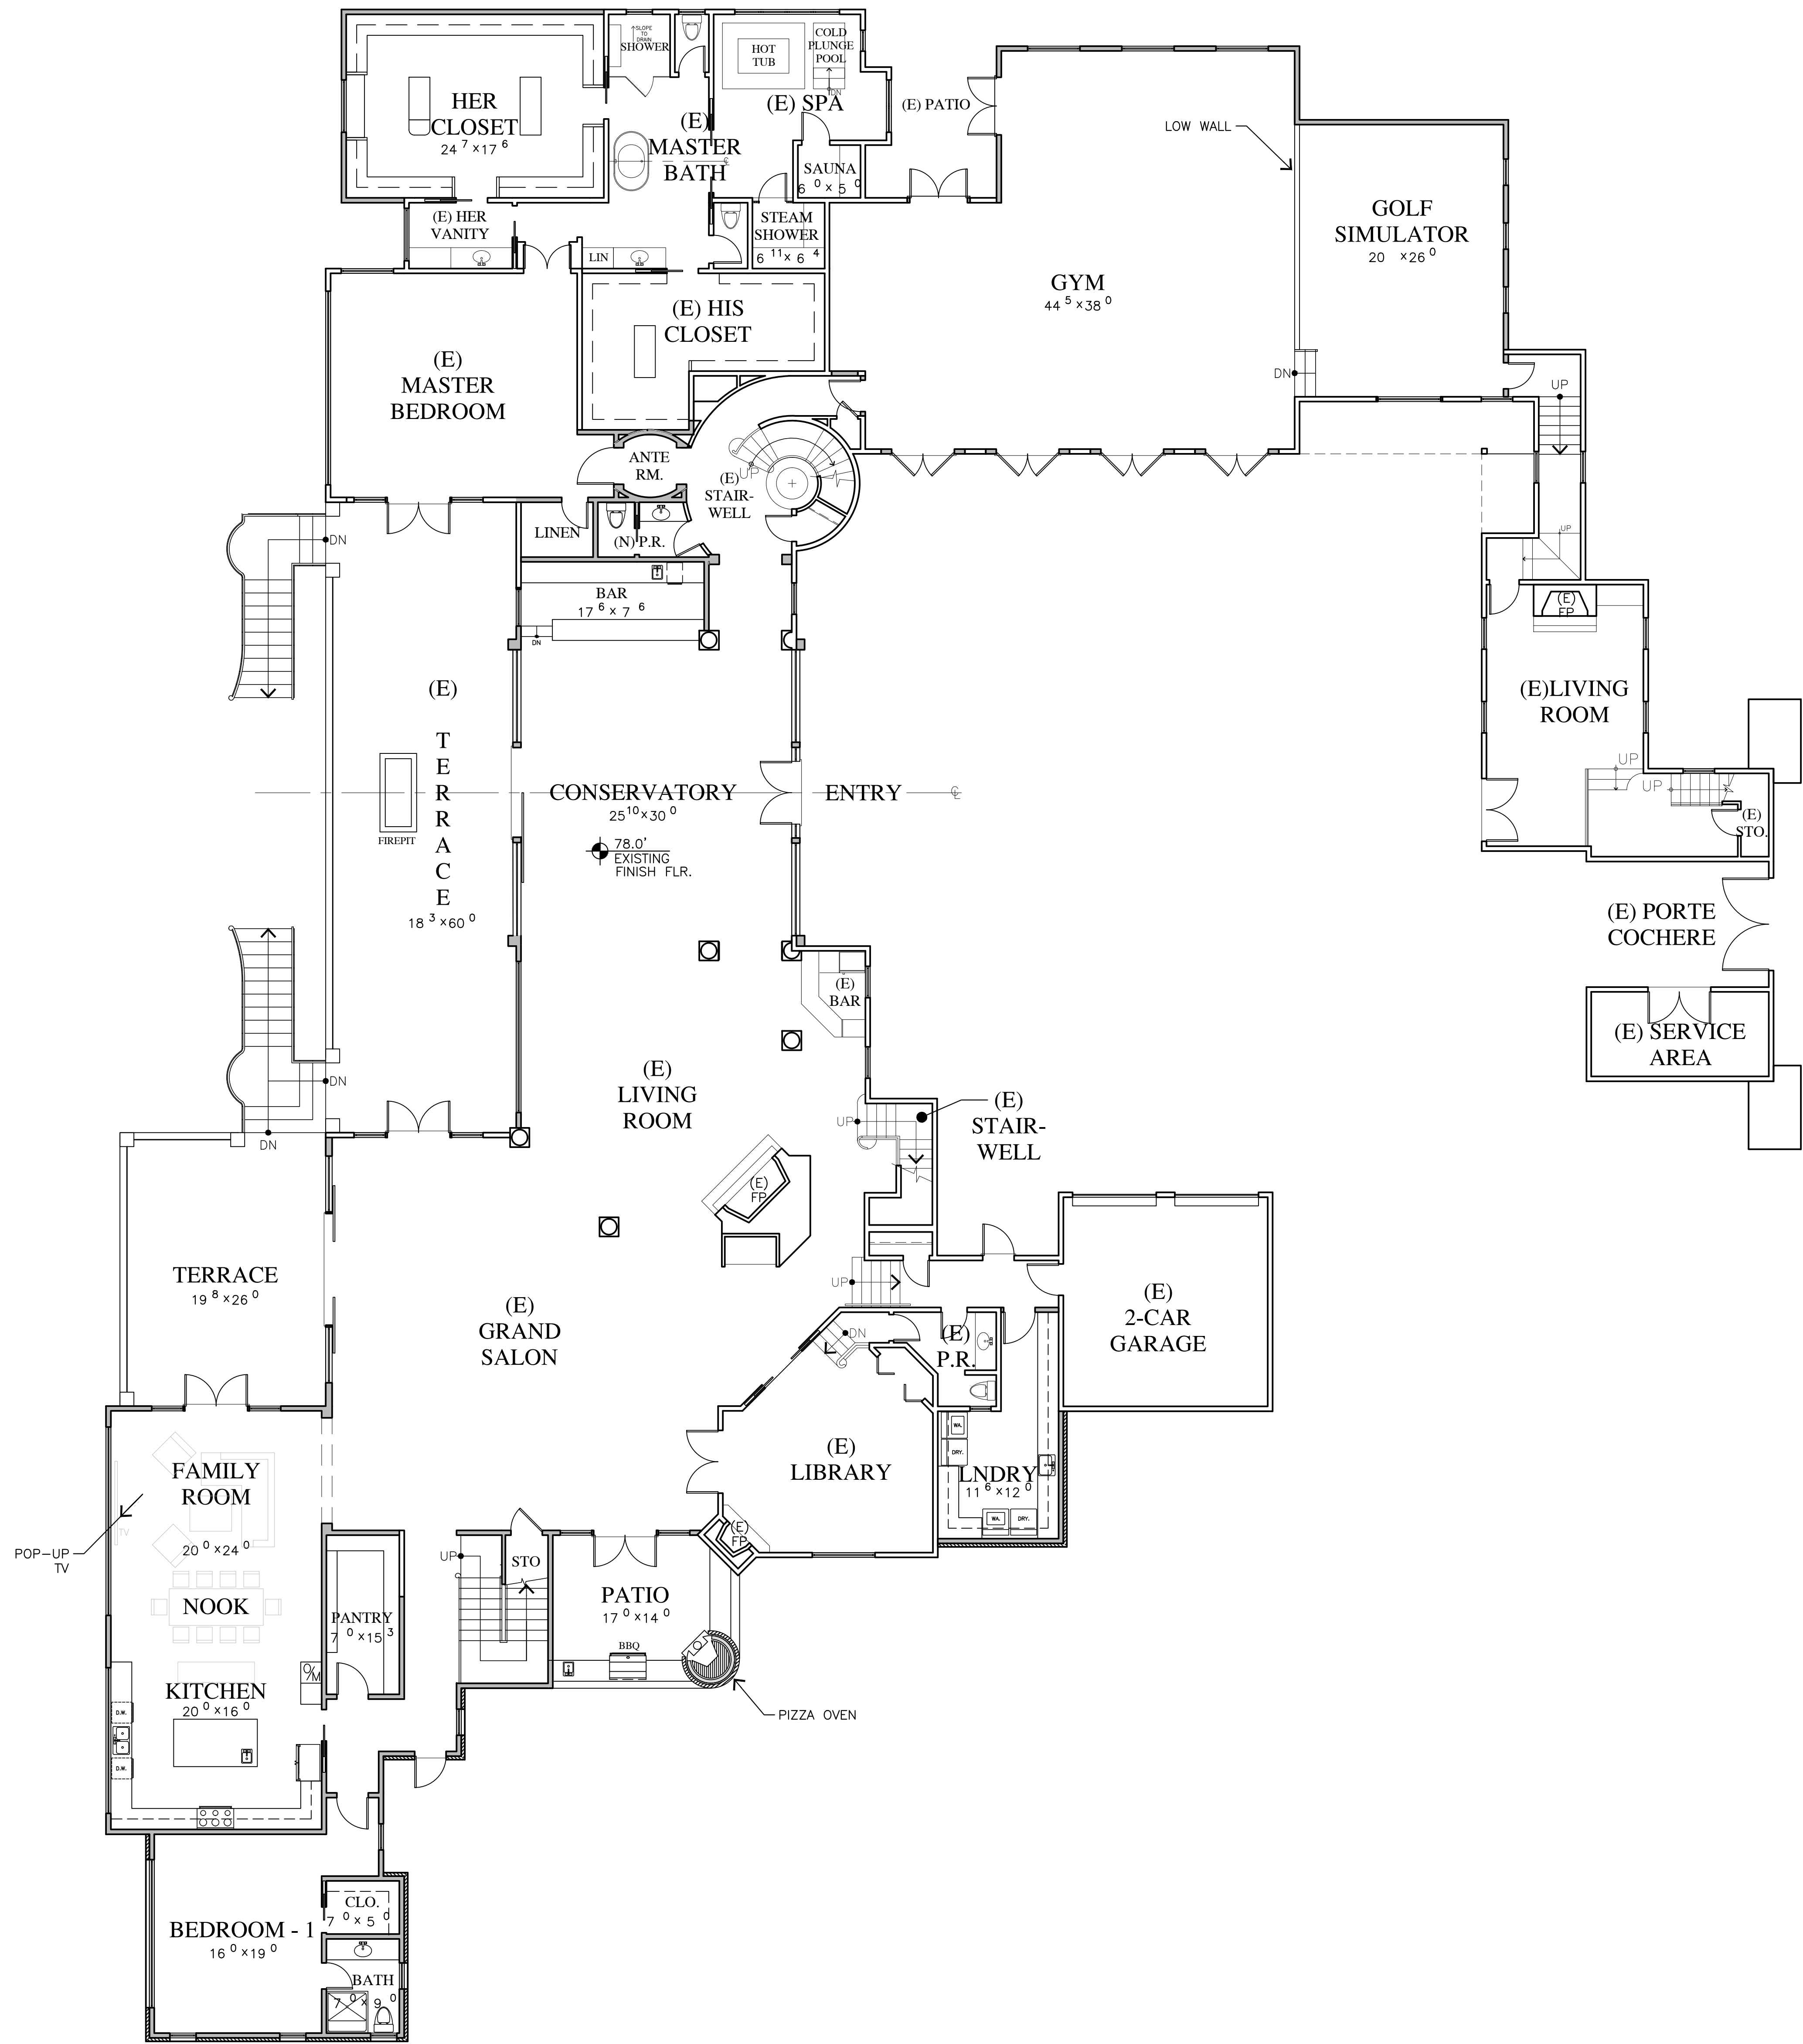 HER
CLOSET
24 7 x 17 6
SLOPE
TO
DRAIN
SHOWER
HOT
TUB
COLD
PLUNGE
POOL
DN
(E) SPA
(E) PATIO
(E)
MASTER
BATH
℄
SAUNA
6 0 x 5 0
LOW WALL
(E) HER
VANITY
LIN
STEAM
SHOWER
6 11 x 6 4
GOLF
SIMULATOR
20 x 26 0
GYM
44 5 x 38 0
(E) HIS
CLOSET
(E)
MASTER
BEDROOM
DN
UP
ANTE
RM.
UP
(E)
STAIR-
WELL
LINEN
(N) P.R.
DN
UP
BAR
17 6 x 7 6
DN
(E)
FP
(E)
TERRACE
18 3 x 60 0
FIREPIT
(E)LIVING
ROOM
UP
UP
(E)
STO.
CONSERVATORY
25 10 x 30 0
ENTRY
℄
78.0'
EXISTING
FINISH FLR.
(E) PORTE
COCHERE
(E)
BAR
(E) SERVICE
AREA
(E)
LIVING
ROOM
DN
UP
(E)
STAIR-
WELL
DN
(E)
FP
TERRACE
19 8 x 26 0
UP
(E)
GRAND
SALON
(E)
2-CAR
GARAGE
DN
(E)
P.R.
WA.
DRY.
(E)
LIBRARY
LNDRY
11 6 x 12 0
WA.
DRY.
(E)
FP
FAMILY
ROOM
TV
20 0 x 24 0
POP-UP
TV
UP
STO
NOOK
PANTRY
7 0 x 15 3
PATIO
17 0 x 14 0
BBQ
O/M
KITCHEN
20 0 x 16 0
D.W.
D.W.
PIZZA OVEN
CLO.
7 0 x 5 0
BEDROOM - 1
16 0 x 19 0
BATH
7 0 x 9 0